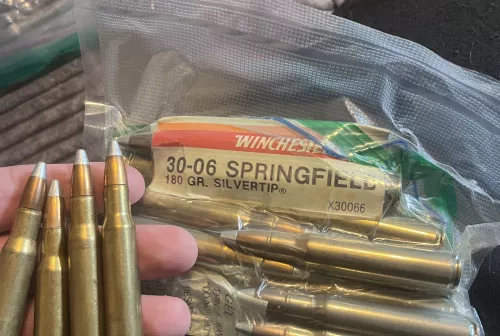 WINCHESTER
30-06 SPRINGFIELD
180 GR. SILVERTIP®
X30066